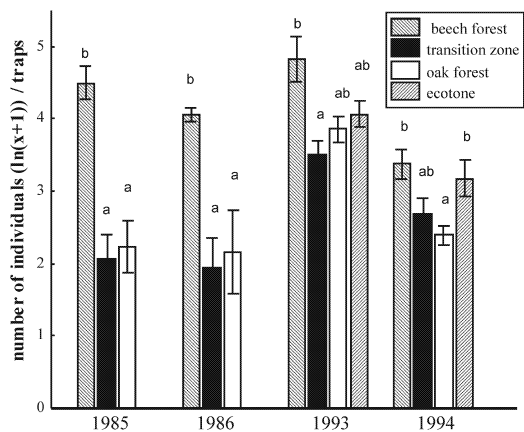 number of individuals (ln(x+1)) / traps
5
4
3
2
1
0
beech forest
transition zone
oak forest
ecotone
b
a
a
b
a
a
b
a
ab
ab
b
ab
a
b
1985
1986
1993
1994